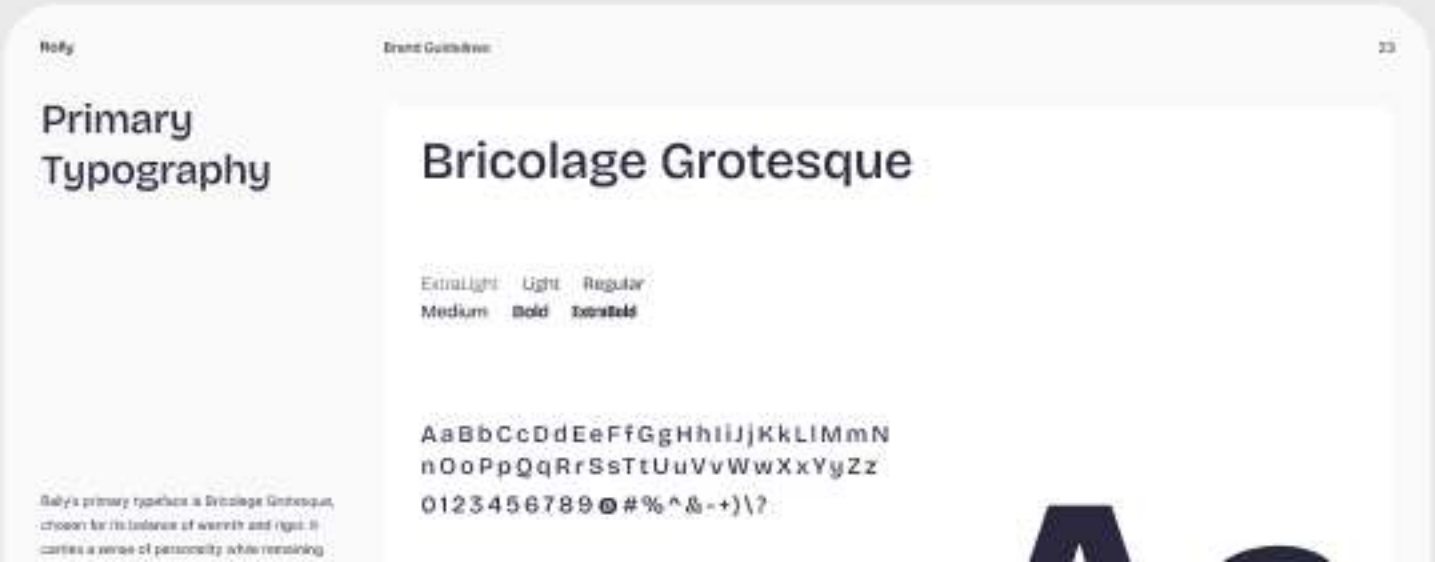 Rally
Brand Guidelines
23
Primary
Typography
Bricolage Grotesque
ExtraLight Light Regular
Medium Bold ExtraBold
AaBbCcDdEeFfGgHhIiJjKkLlMmN
nOoPpQqRrSsTtUuVvWwXxYyZz
0123456789@#%^&-+)\?
Rally's primary typeface is Bricolage Grotesque,
chosen for its balance of warmth and rigor. It
carries a sense of personality while remaining